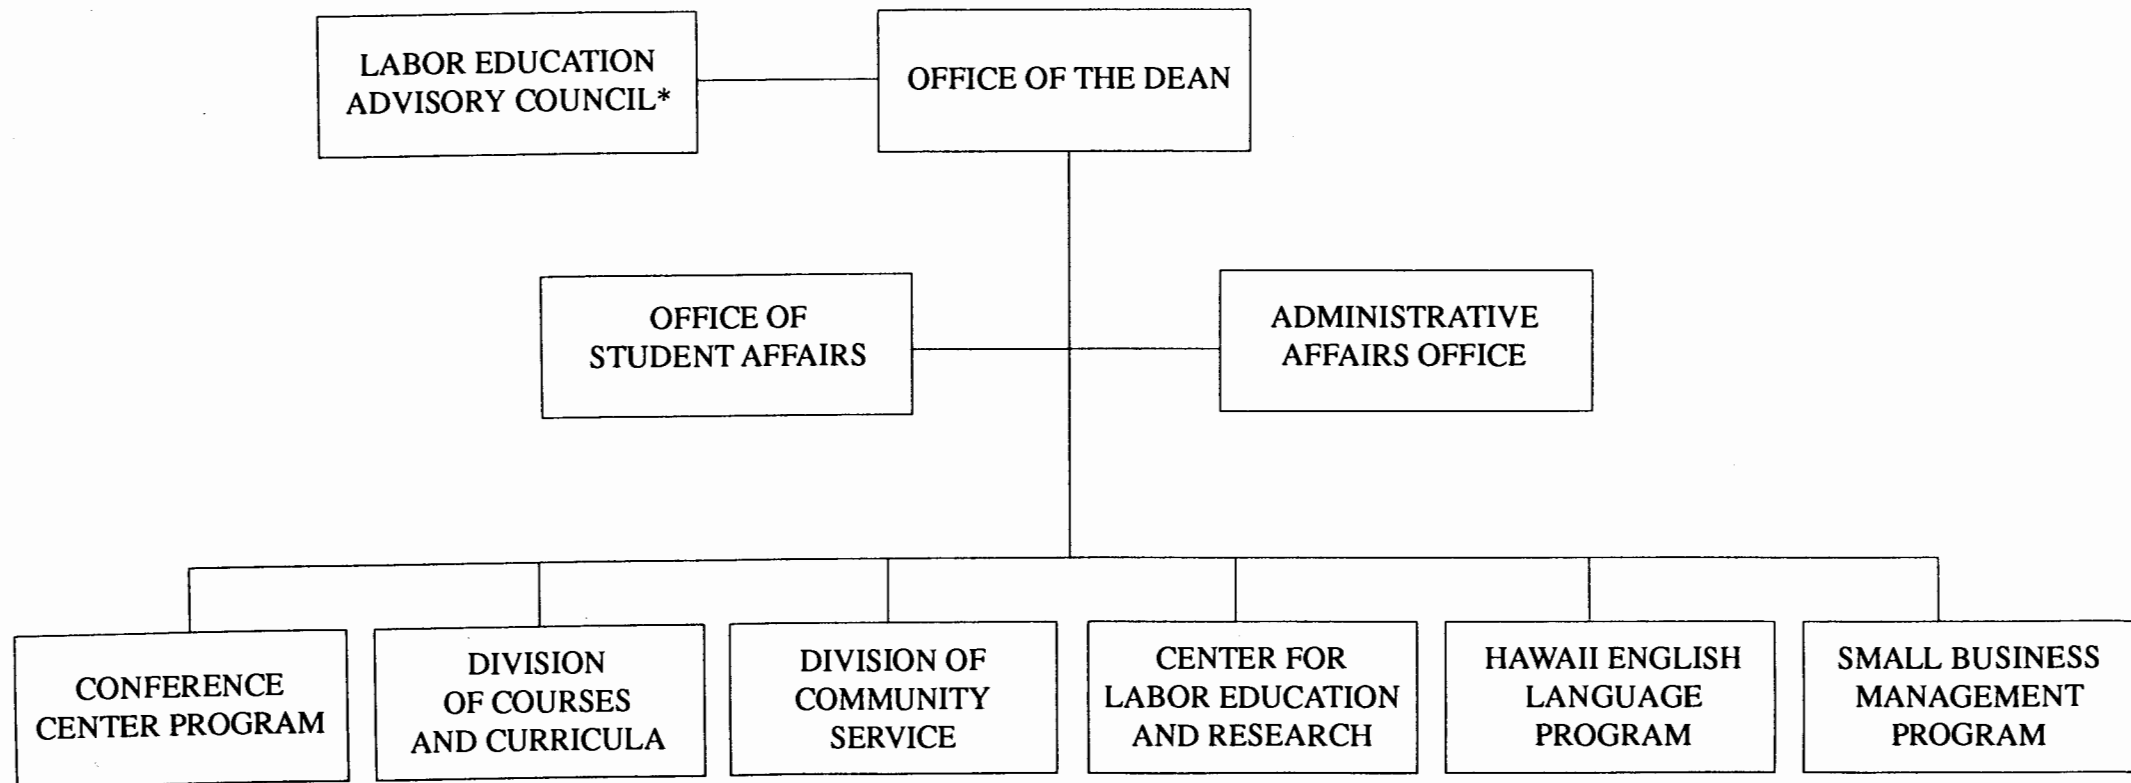 LABOR EDUCATION
ADVISORY COUNCIL*
OFFICE OF THE DEAN
OFFICE OF
STUDENT AFFAIRS
ADMINISTRATIVE
AFFAIRS OFFICE
CONFERENCE
CENTER PROGRAM
DIVISION
OF COURSES
AND CURRICULA
DIVISION OF
COMMUNITY
SERVICE
CENTER FOR
LABOR EDUCATION
AND RESEARCH
HAWAII ENGLISH
LANGUAGE
PROGRAM
SMALL BUSINESS
MANAGEMENT
PROGRAM